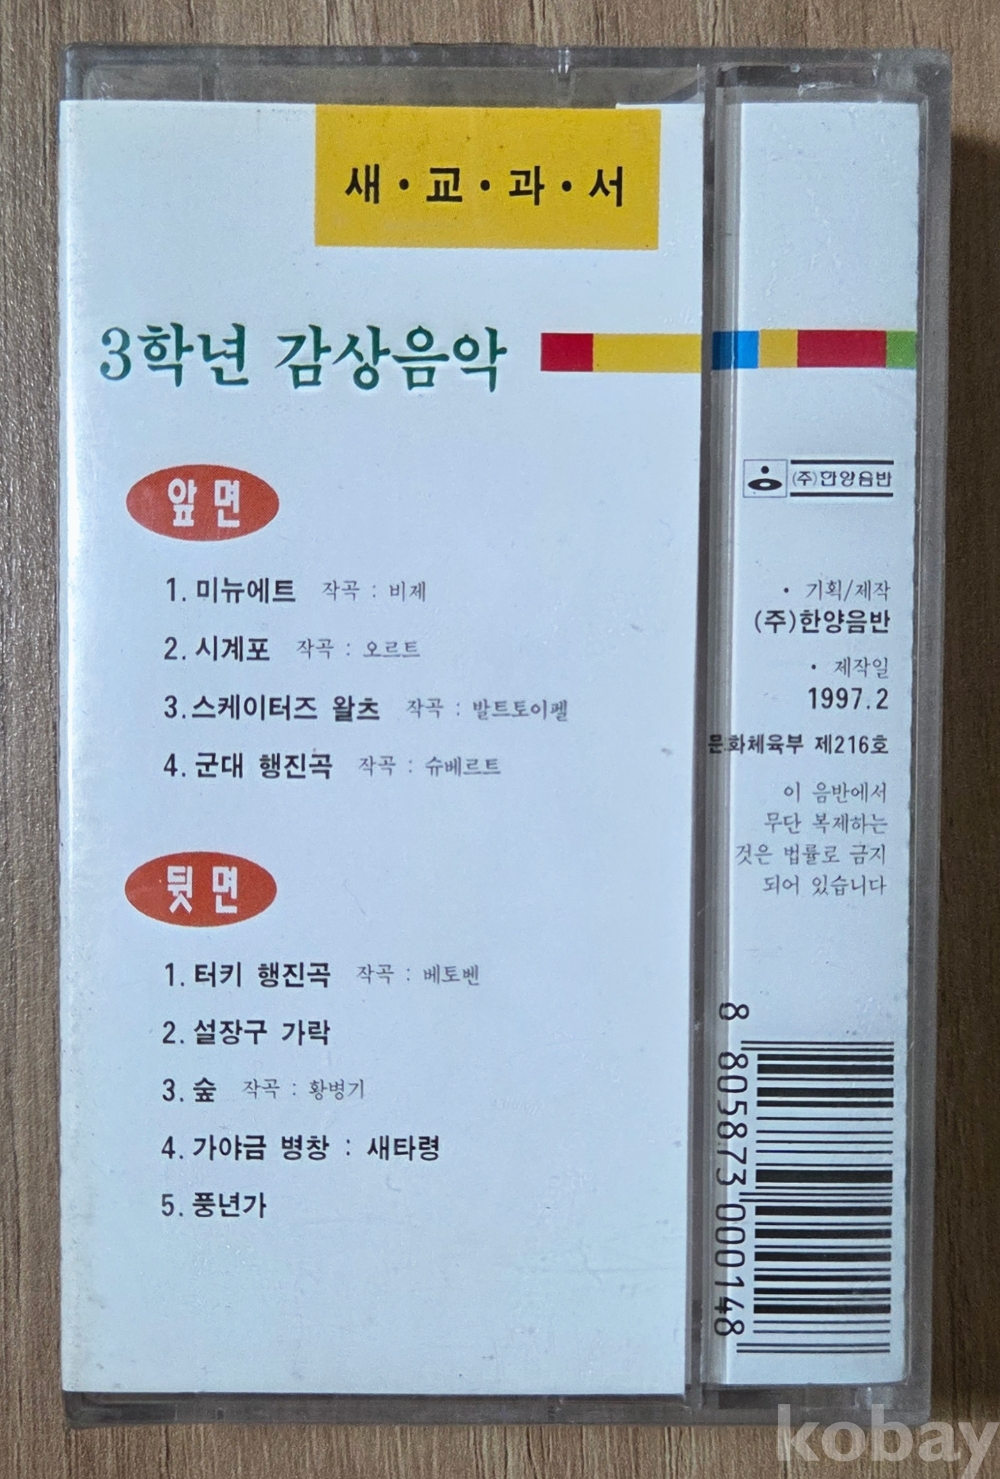 새·교·과·서
3학년 감상음악
앞면
1. 미뉴에트 작곡 : 비제
2. 시계포 작곡 : 오르트
3. 스케이터즈 왈츠 작곡 : 발트토이펠
4. 군대 행진곡 작곡 : 슈베르트
뒷면
1. 터키 행진곡 작곡 : 베토벤
2. 설장구 가락
3. 숲 작곡 : 황병기
4. 가야금 병창 : 새타령
5. 풍년가
(주)한양음반
• 기획/제작
(주)한양음반
• 제작일
1997.2
문화체육부 제216호
이 음반에서
무단 복제하는
것은 법률로 금지
되어 있습니다
8 805873 000148
kobay